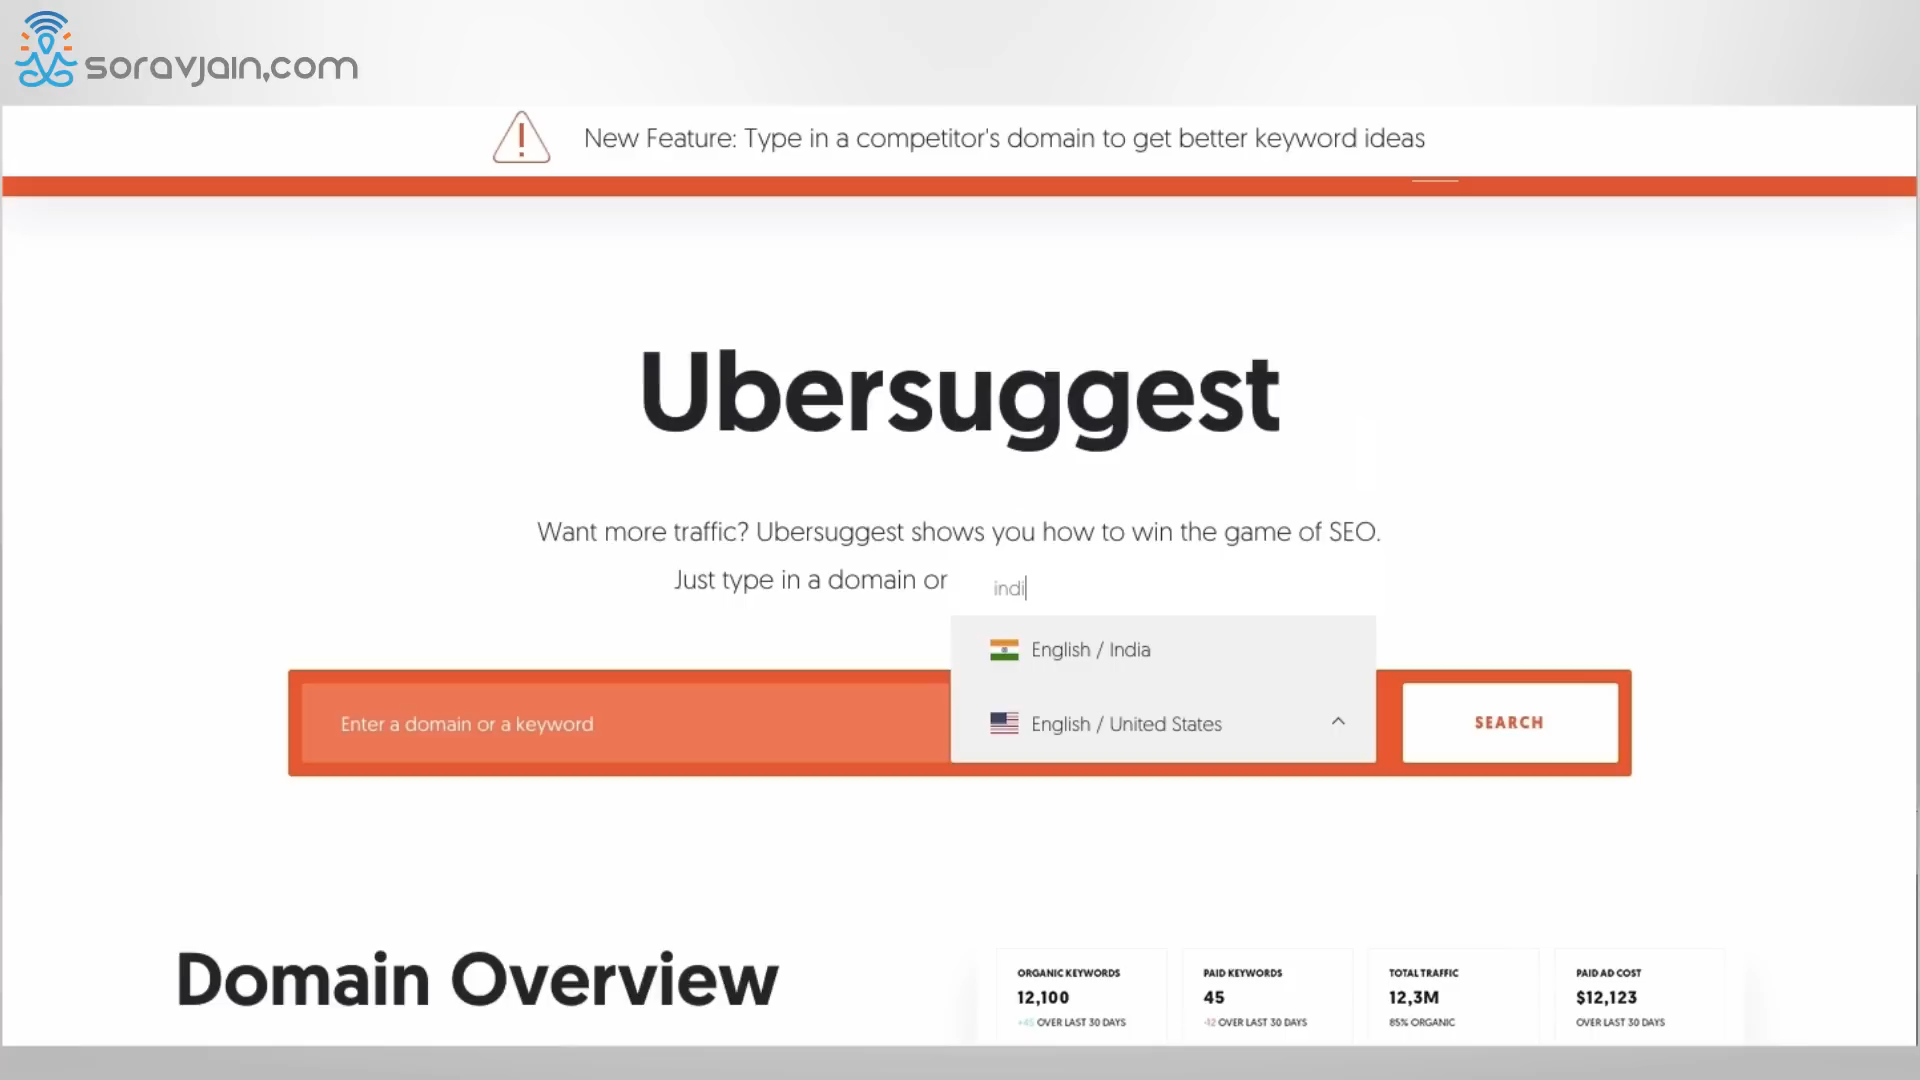 soravjain.com
New Feature: Type in a competitor's domain to get better keyword ideas
Ubersuggest
Want more traffic? Ubersuggest shows you how to win the game of SEO.
Just type in a domain or
indi
English / India
Enter a domain or a keyword
English / United States
SEARCH
Domain Overview
ORGANIC KEYWORDS
12,100
+45 OVER LAST 30 DAYS
PAID KEYWORDS
45
-12 OVER LAST 30 DAYS
TOTAL TRAFFIC
12,3M
85% ORGANIC
PAID AD COST
$12,123
OVER LAST 30 DAYS